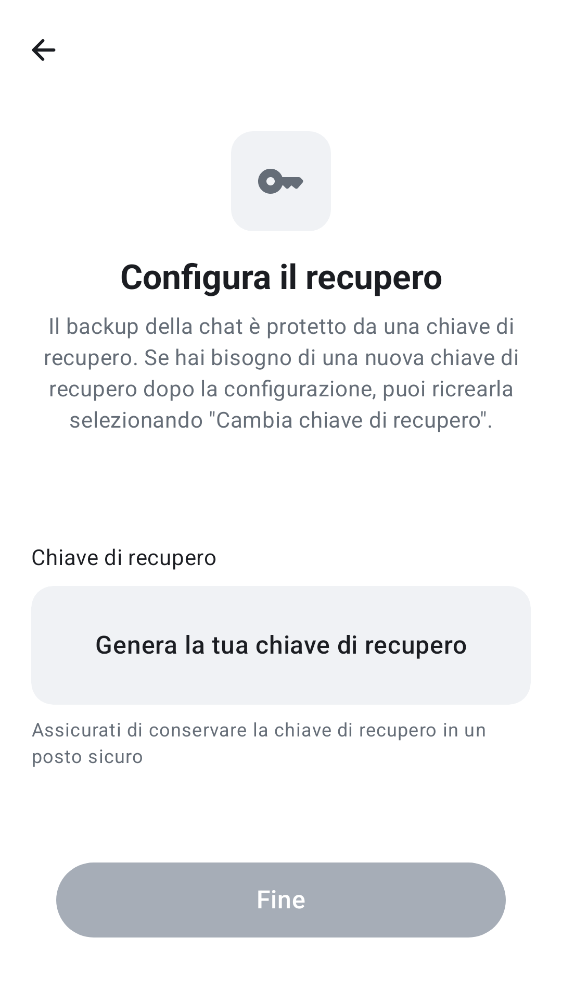 Configura il recupero
Il backup della chat è protetto da una chiave di
recupero. Se hai bisogno di una nuova chiave di
recupero dopo la configurazione, puoi ricrearla
selezionando "Cambia chiave di recupero".
Chiave di recupero
Genera la tua chiave di recupero
Assicurati di conservare la chiave di recupero in un
posto sicuro
Fine